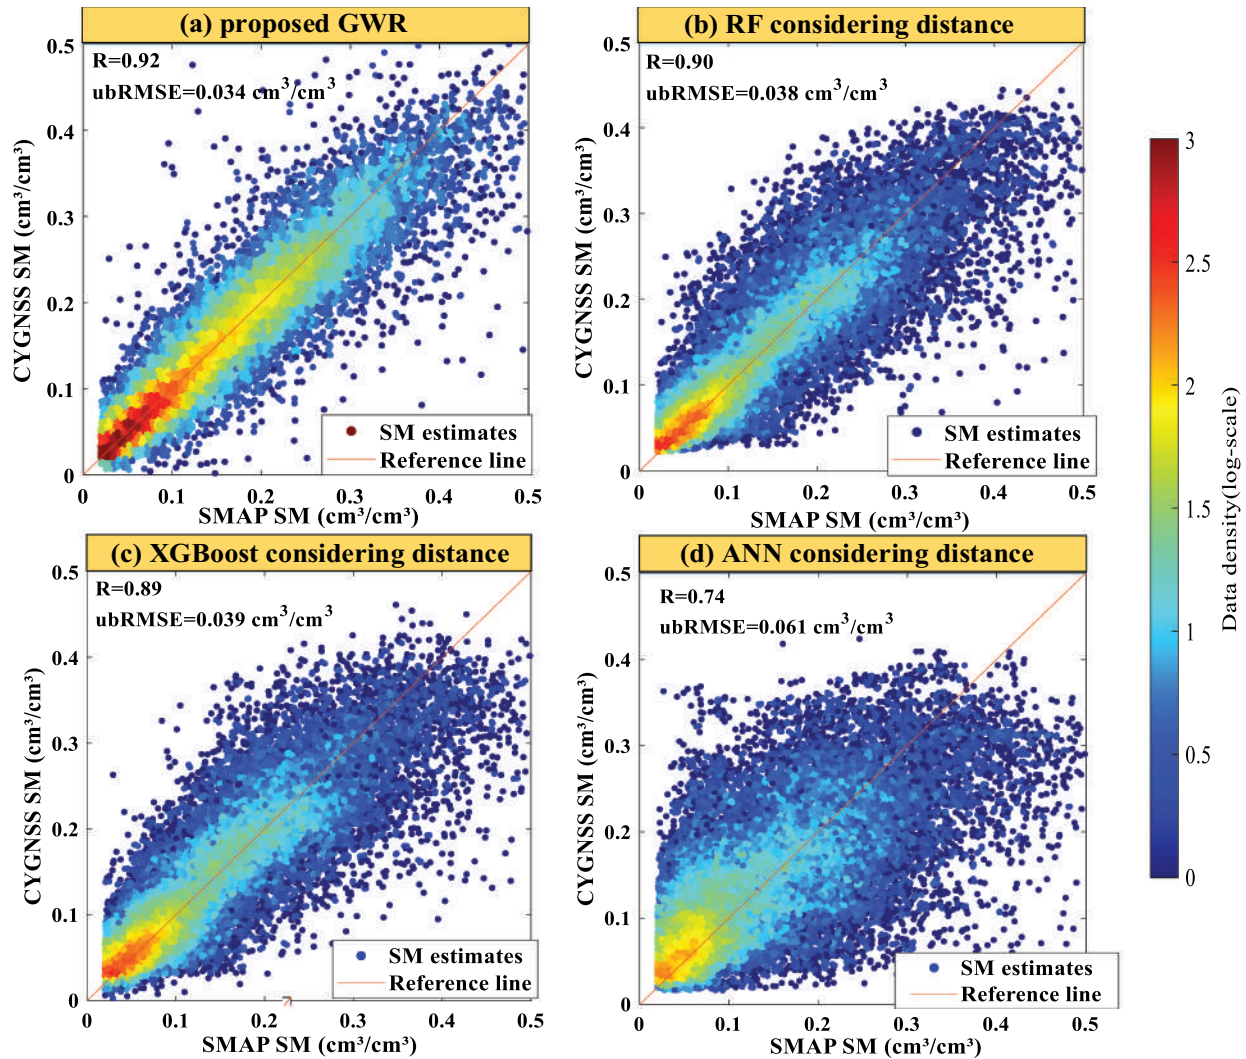 (a) proposed GWR
R=0.92
ubRMSE=0.034 cm³/cm³
0.5
0.4
0.3
0.2
0.1
0
CYGNSS SM (cm³/cm³)
SM estimates
Reference line
0 0.1 0.2 0.3 0.4 0.5
SMAP SM (cm³/cm³)
(b) RF considering distance
R=0.90
ubRMSE=0.038 cm³/cm³
0.5
0.4
0.3
0.2
0.1
0
CYGNSS SM (cm³/cm³)
SM estimates
Reference line
0 0.1 0.2 0.3 0.4 0.5
SMAP SM (cm³/cm³)
(c) XGBoost considering distance
R=0.89
ubRMSE=0.039 cm³/cm³
0.5
0.4
0.3
0.2
0.1
0
CYGNSS SM (cm³/cm³)
SM estimates
Reference line
0 0.1 0.2 0.3 0.4 0.5
SMAP SM (cm³/cm³)
(d) ANN considering distance
R=0.74
ubRMSE=0.061 cm³/cm³
0.5
0.4
0.3
0.2
0.1
0
CYGNSS SM (cm³/cm³)
SM estimates
Reference line
0 0.1 0.2 0.3 0.4 0.5
SMAP SM (cm³/cm³)
3
2.5
2
1.5
1
0.5
0
Data density(log-scale)